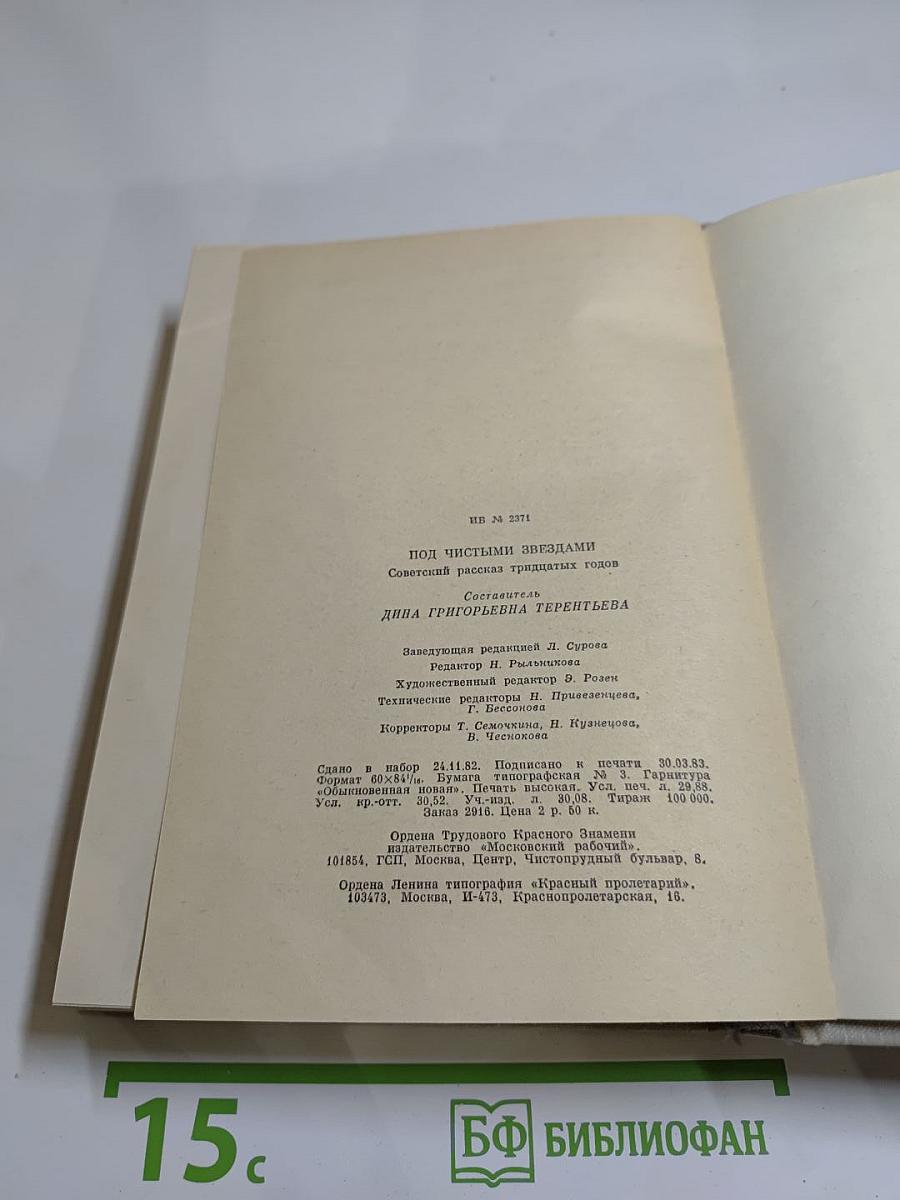 ИБ № 2371
ПОД ЧИСТЫМИ ЗВЕЗДАМИ
Советский рассказ тридцатых годов
Составитель
ДИНА ГРИГОРЬЕВНА ТЕРЕНТЬЕВА
Заведующая редакцией Л. Сурова
Редактор Н. Рыльникова
Художественный редактор Э. Розен
Технические редакторы Н. Привезенцева,
Г. Бессонова
Корректоры Т. Семочкина, Н. Кузнецова,
В. Чеснокова
Сдано в набор 24.11.82. Подписано к печати 30.03.83.
Формат 60×84¹/₁₆. Бумага типографская № 3. Гарнитура
«Обыкновенная новая». Печать высокая. Усл. печ. л. 29,88.
Усл. кр.-отт. 30,52. Уч.-изд. л. 30,08. Тираж 100 000.
Заказ 2916. Цена 2 р. 50 к.
Ордена Трудового Красного Знамени
издательство «Московский рабочий».
101854, ГСП, Москва, Центр, Чистопрудный бульвар, 8.
Ордена Ленина типография «Красный пролетарий».
103473, Москва, И-473, Краснопролетарская, 16.
15 с
БФ БИБЛИОФАН